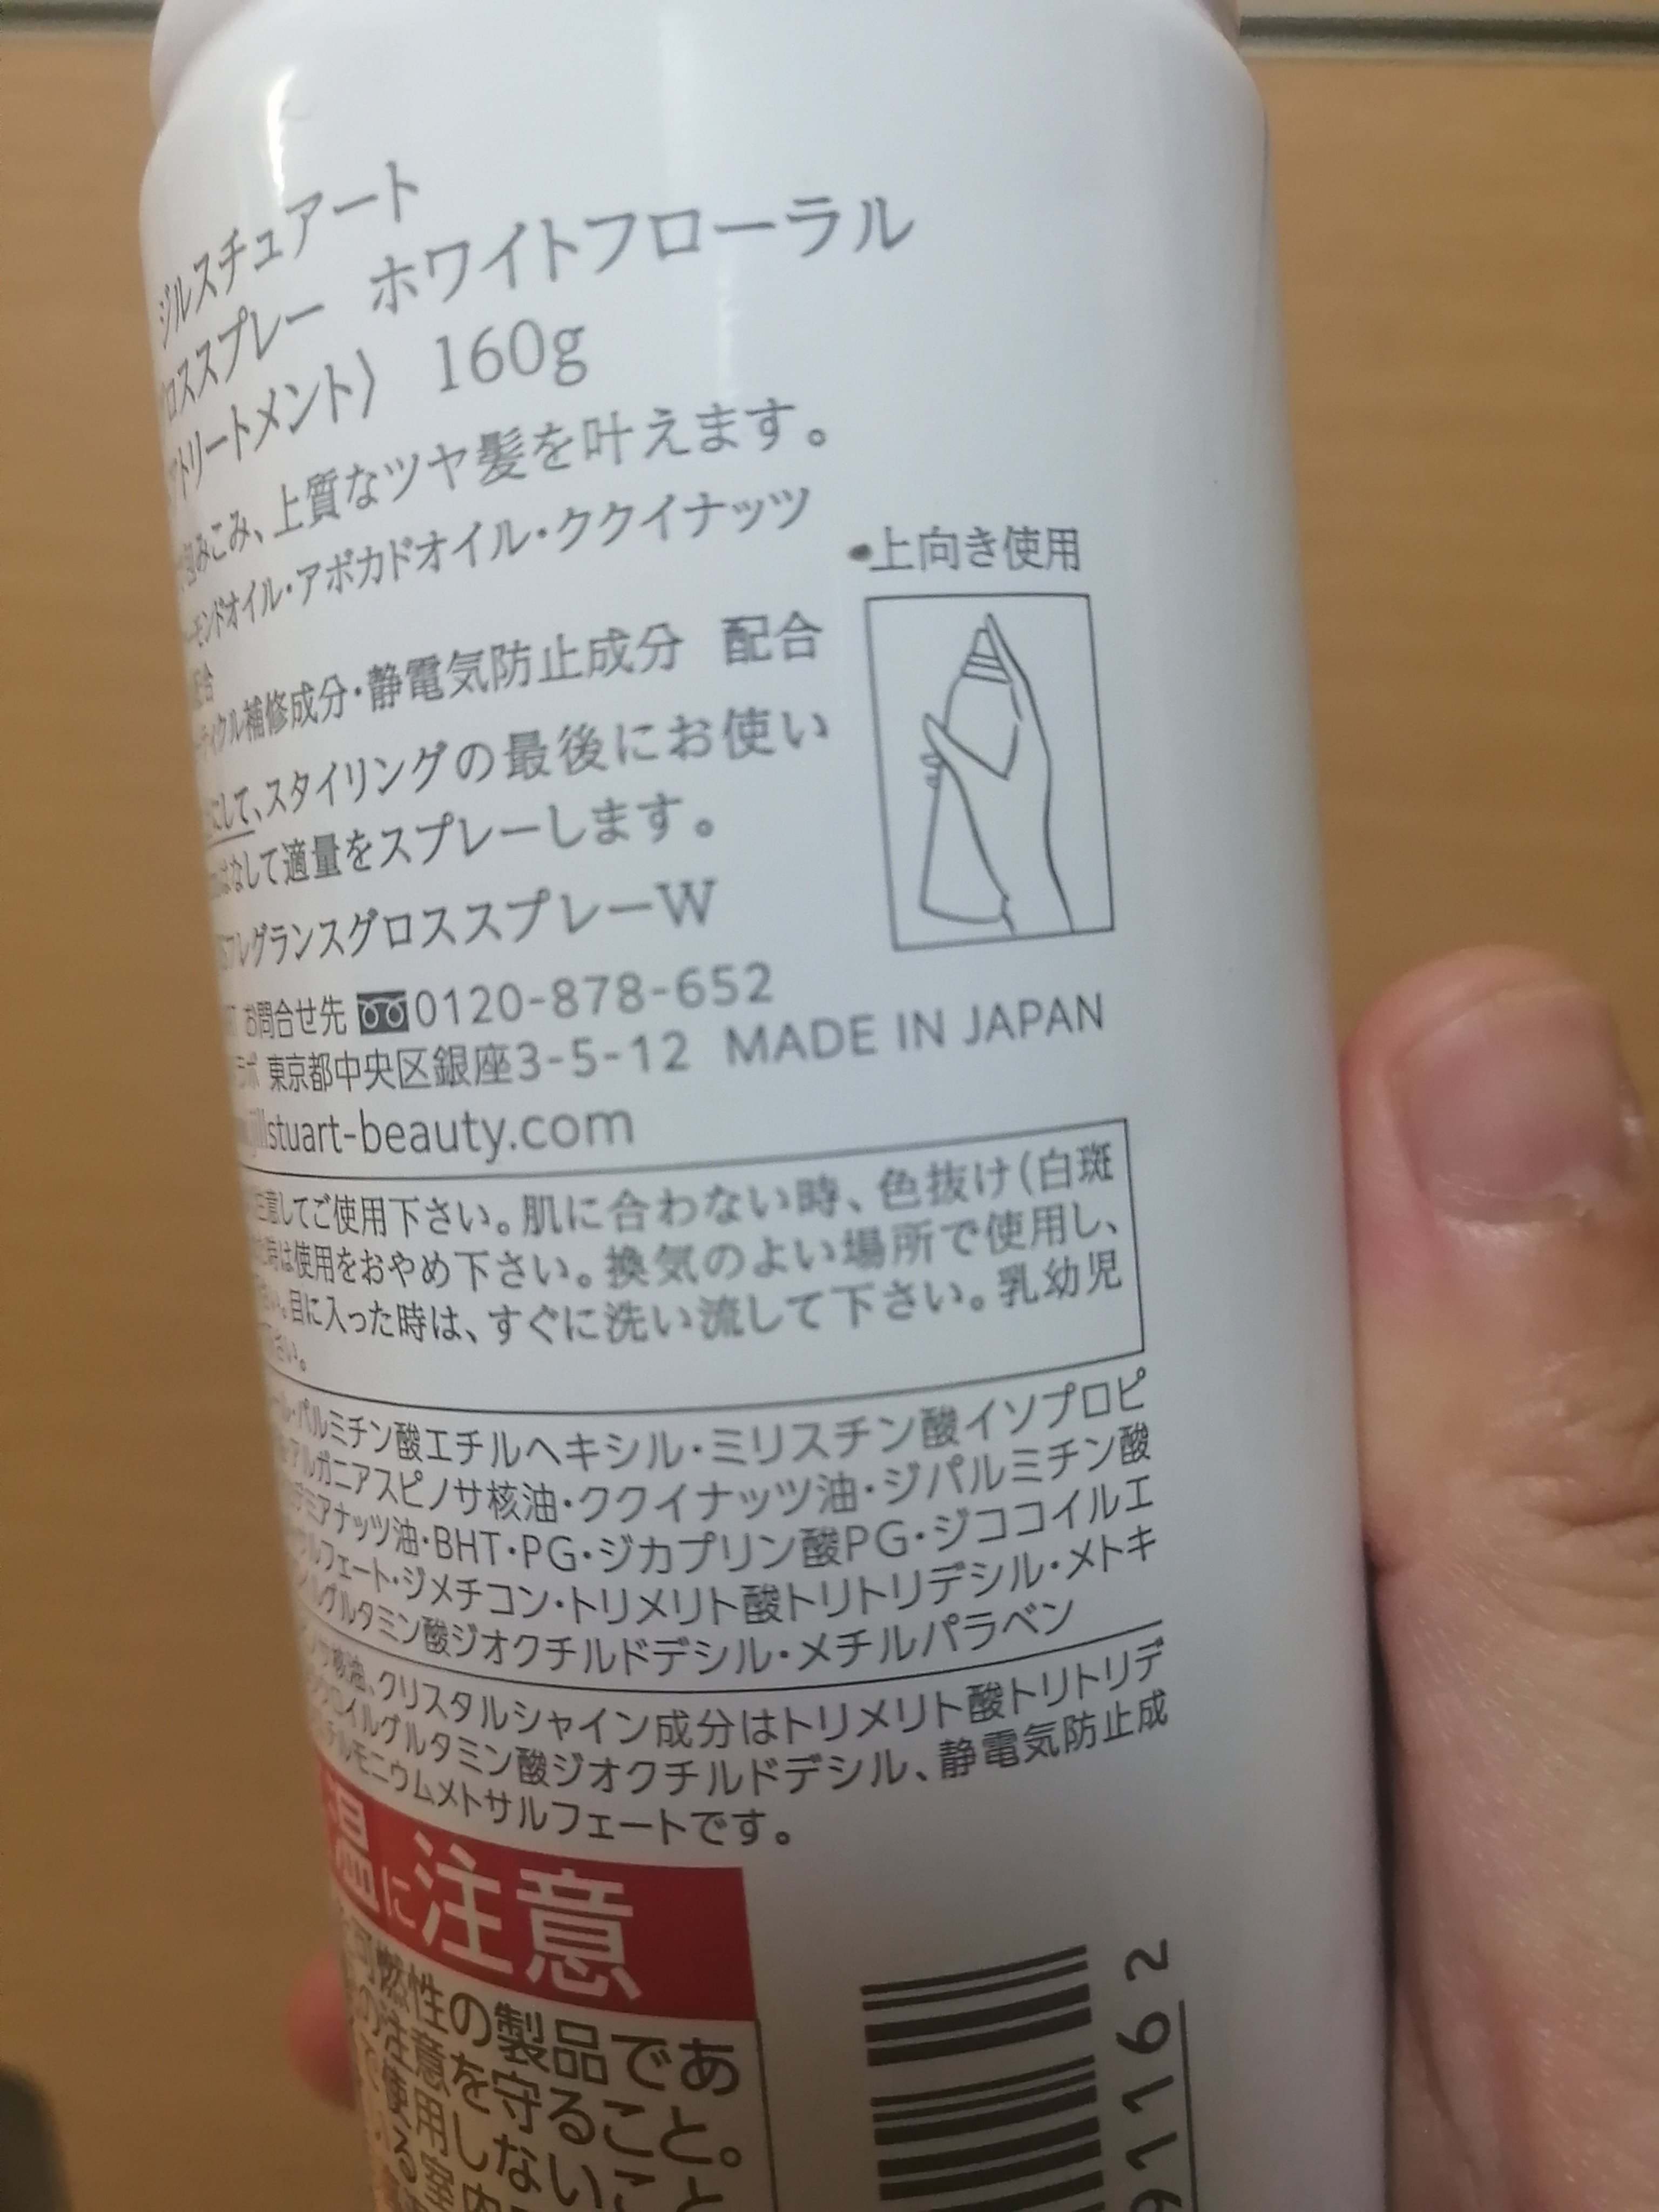 ジルスチュアート
ロススプレー ホワイトフローラル
トリートメント〉 160g
包みこみ、上質なツヤ髪を叶えます。
ーモンドオイル・アボカドオイル・ククイナッツ
配合
ーティクル補修成分・静電気防止成分 配合
にして、スタイリングの最後にお使い
はなして適量をスプレーします。
フレグランスグロススプレーW
お問合せ先 0120-878-652
ラボ 東京都中央区銀座3-5-12 MADE IN JAPAN
jillstuart-beauty.com
•上向き使用
注意してご使用下さい。肌に合わない時、色抜け(白斑
時は使用をおやめ下さい。換気のよい場所で使用し、
さい。目に入った時は、すぐに洗い流して下さい。乳幼児
下さい。
ール・パルミチン酸エチルヘキシル・ミリスチン酸イソプロピ
アルガニアスピノサ核油・ククイナッツ油・ジパルミチン酸
デミアナッツ油・BHT・PG・ジカプリン酸PG・ジココイルエ
サルフェート・ジメチコン・トリメリト酸トリトリデシル・メトキ
ルグルタミン酸ジオクチルドデシル・メチルパラベン
核油、クリスタルシャイン成分はトリメリト酸トリトリデ
ロイルグルタミン酸ジオクチルドデシル、静電気防止成
チルモニウムメトサルフェートです。
温に注意
可燃性の製品であ
の注意を守ること。
用しないこと
室内
2
9116